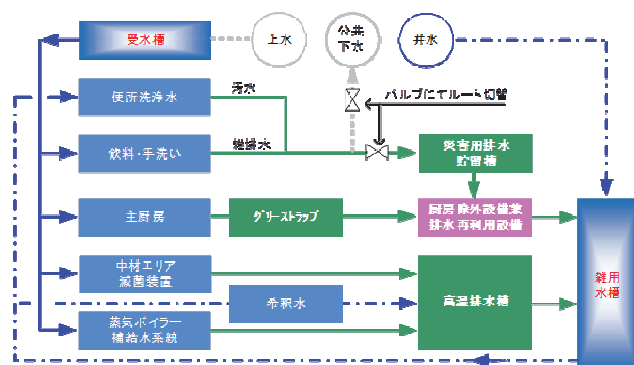 受水槽
上水
公共
下水
井水
便所洗浄水
汚水
バルブにてルート切替
飲料・手洗い
雑排水
災害用排水
貯留槽
主厨房
グリーストラップ
厨房除外設備兼
排水再利用設備
雑用
水槽
中材エリア
滅菌装置
希釈水
高温排水槽
蒸気ボイラー
補給水系統